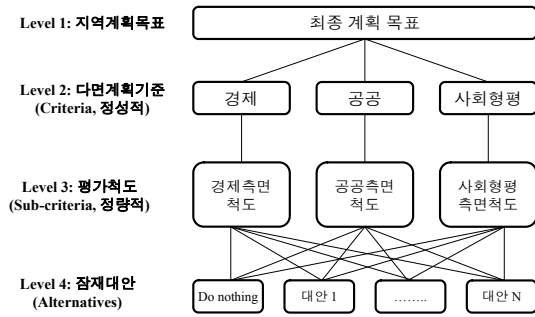 Level 1: 지역계획목표
최종 계획 목표
Level 2: 다면계획기준
(Criteria, 정성적)
경제
공공
사회형평
Level 3: 평가척도
(Sub-criteria, 정량적)
경제측면
척도
공공측면
척도
사회형평
측면척도
Level 4: 잠재대안
(Alternatives)
Do nothing
대안 1
……..
대안 N